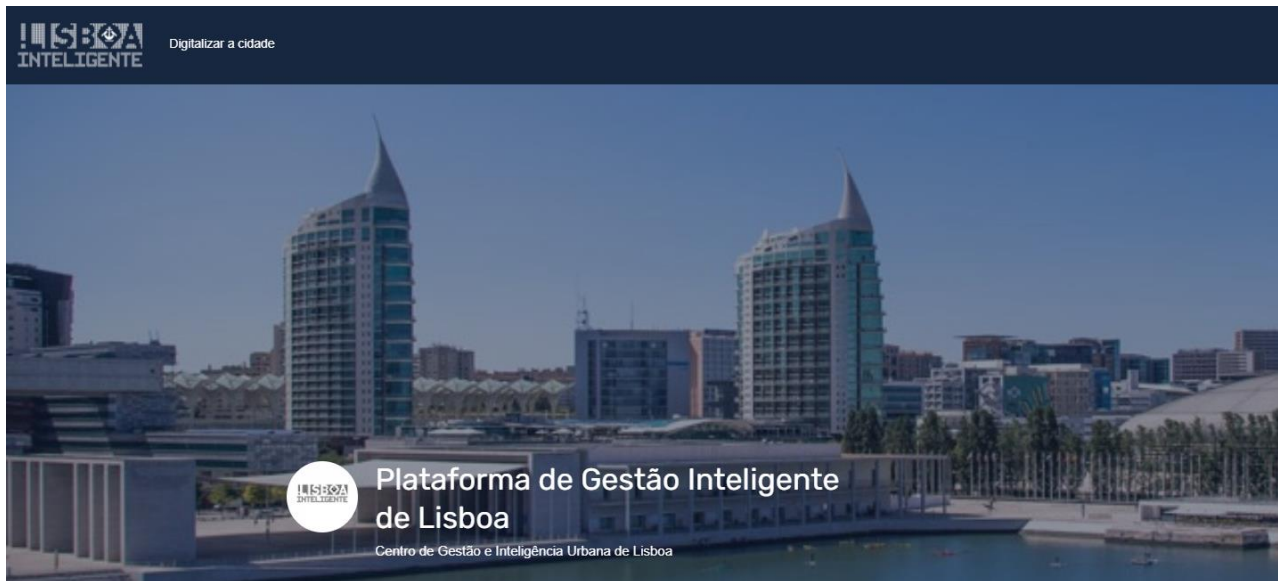 LISBOA
INTELIGENTE
Digitalizar a cidade
LISBOA
INTELIGENTE
Plataforma de Gestão Inteligente
de Lisboa
Centro de Gestão e Inteligência Urbana de Lisboa